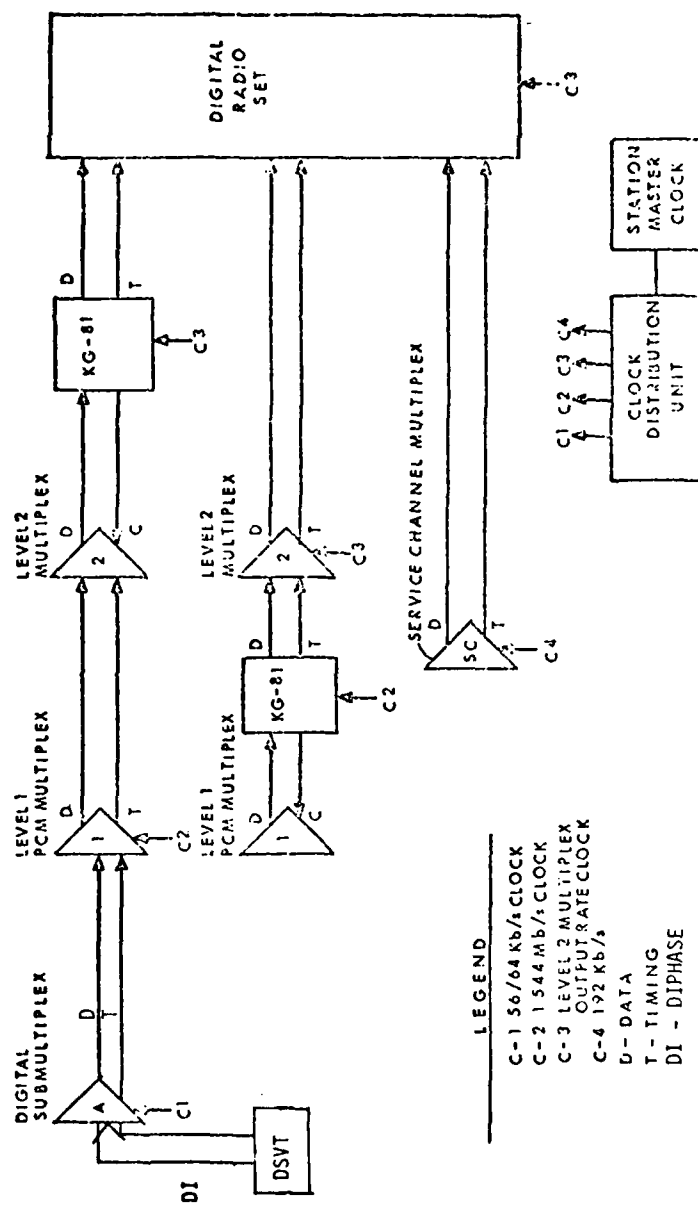 DIGITAL
SUBMULTIPLEX
A
D
T
C1
DI
DSVT
LEVEL 1
PCM MULTIPLEX
1
D
T
C2
LEVEL 2
MULTIPLEX
2
D
C
KG-81
D
T
C3
DIGITAL
RADIO
SET
C3
LEVEL 1
PCM MULTIPLEX
1
D
C
KG-81
D
T
C2
LEVEL 2
MULTIPLEX
2
D
T
C3
SERVICE CHANNEL MULTIPLEX
SC
D
T
C4
C1 C2 C3 C4
CLOCK
DISTRIBUTION
UNIT
STATION
MASTER
CLOCK
LEGEND
C-1 56/64 Kb/s CLOCK
C-2 1 544 Mb/s CLOCK
C-3 LEVEL 2 MULTIPLEX
OUTPUT RATE CLOCK
C-4 192 Kb/s
D - DATA
T - TIMING
DI - DIPHASE